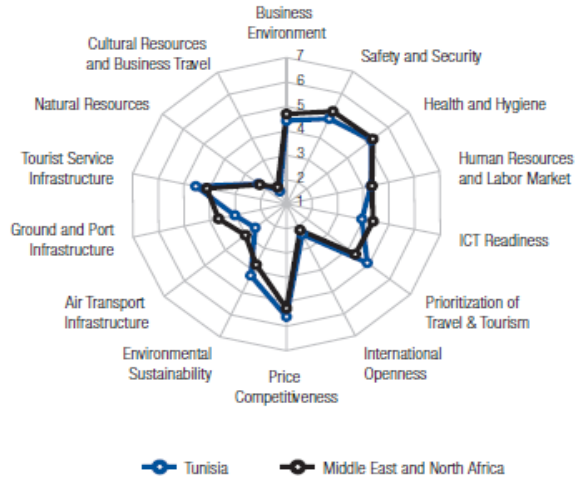 Business
Environment
Safety and Security
Health and Hygiene
Human Resources
and Labor Market
ICT Readiness
Prioritization of
Travel & Tourism
International
Openness
Price
Competitiveness
Environmental
Sustainability
Air Transport
Infrastructure
Ground and Port
Infrastructure
Tourist Service
Infrastructure
Natural Resources
Cultural Resources
and Business Travel
7
6
5
4
3
2
1
Tunisia
Middle East and North Africa